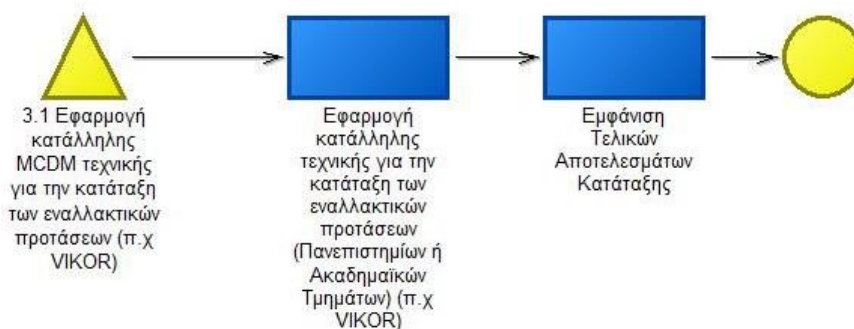 3.1 Εφαρμογή
κατάλληλης
MCDM τεχνικής
για την κατάταξη
των εναλλακτικών
προτάσεων (π.χ
VIKOR)
Εφαρμογή
κατάλληλης
τεχνικής για την
κατάταξη των
εναλλακτικών
προτάσεων
(Πανεπιστημίων ή
Ακαδημαϊκών
Τμημάτων) (π.χ
VIKOR)
Εμφάνιση
Τελικών
Αποτελεσμάτων
Κατάταξης